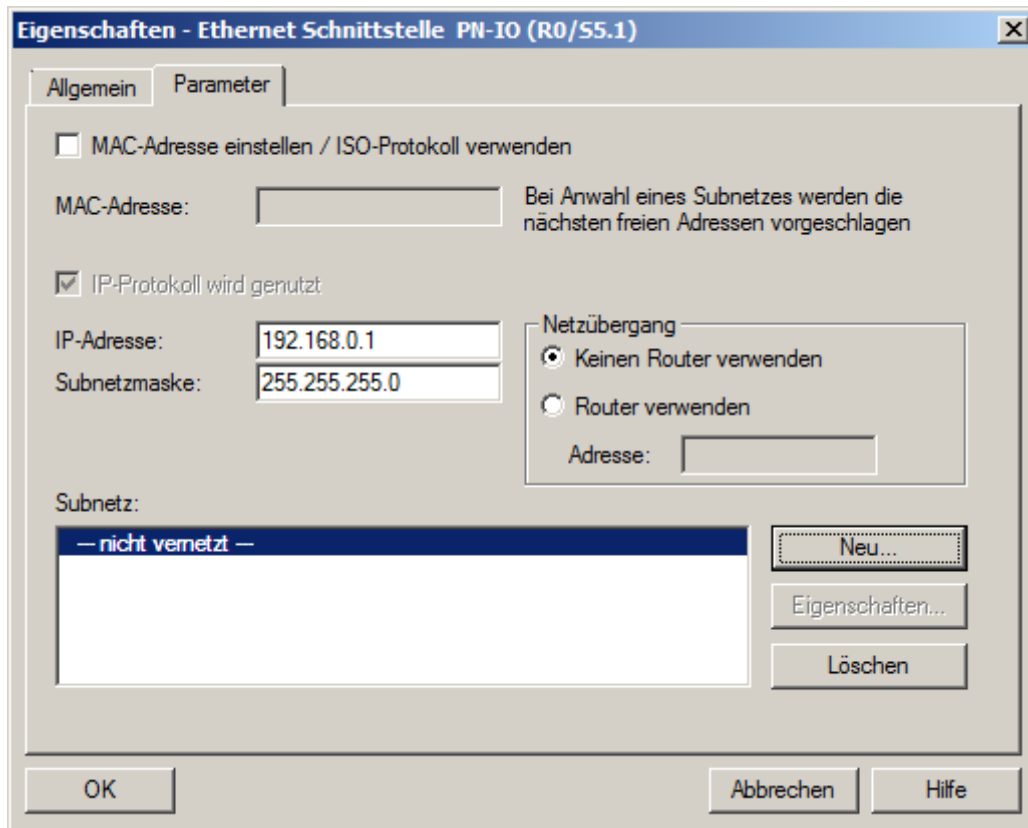 Eigenschaften - Ethernet Schnittstelle PN-IO (R0/S5.1)
Allgemein
Parameter
MAC-Adresse einstellen / ISO-Protokoll verwenden
MAC-Adresse:
Bei Anwahl eines Subnetzes werden die
nächsten freien Adressen vorgeschlagen
IP-Protokoll wird genutzt
IP-Adresse: 192.168.0.1
Subnetzmaske: 255.255.255.0
Netzübergang
Keinen Router verwenden
Router verwenden
Adresse:
Subnetz:
--- nicht vernetzt ---
Neu...
Eigenschaften...
Löschen
OK
Abbrechen
Hilfe